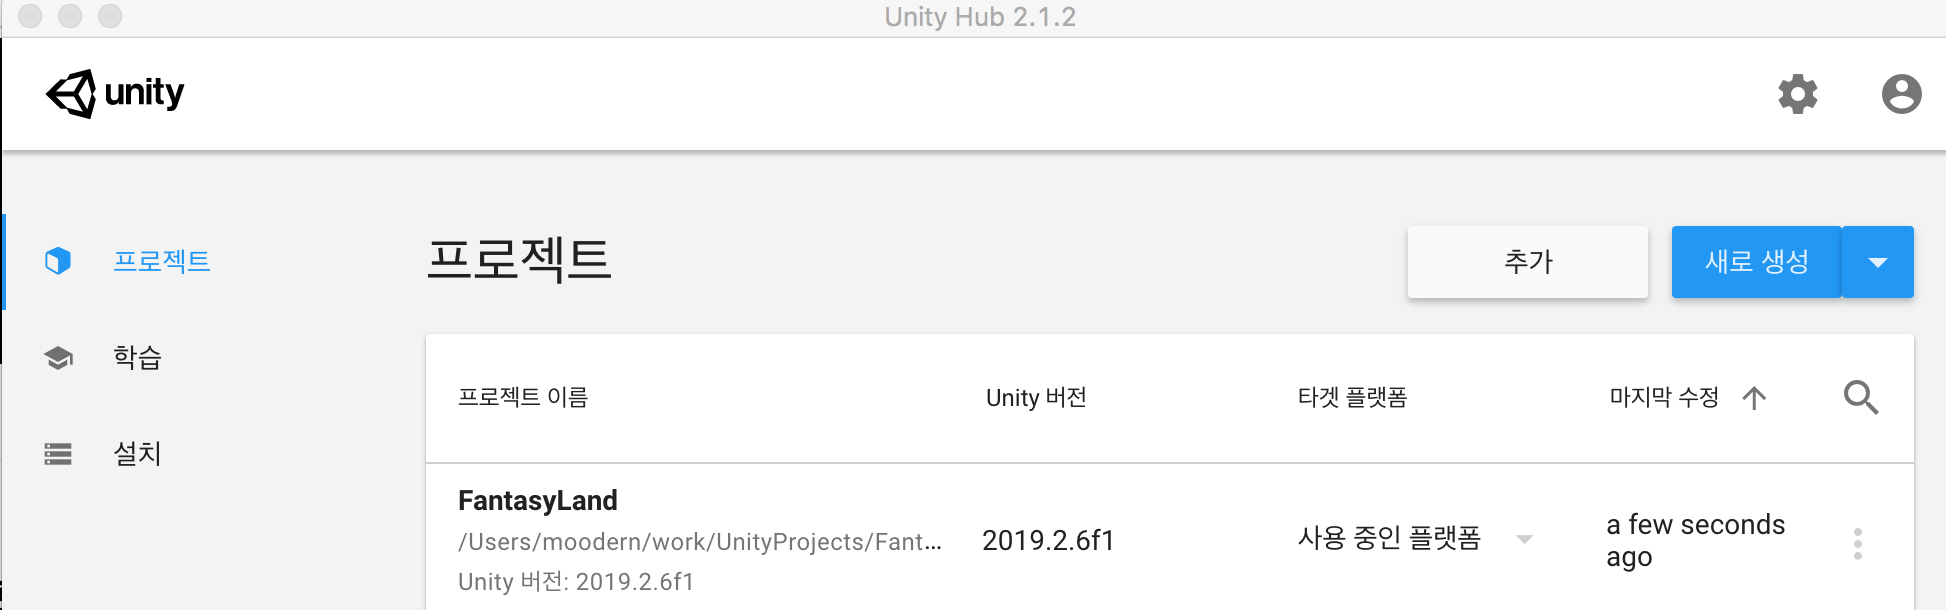 Unity Hub 2.1.2
unity
프로젝트
학습
설치
프로젝트
추가
새로 생성
프로젝트 이름 Unity 버전 타겟 플랫폼 마지막 수정
FantasyLand
/Users/moodern/work/UnityProjects/Fant...
Unity 버전: 2019.2.6f1
2019.2.6f1
사용 중인 플랫폼
a few seconds
ago